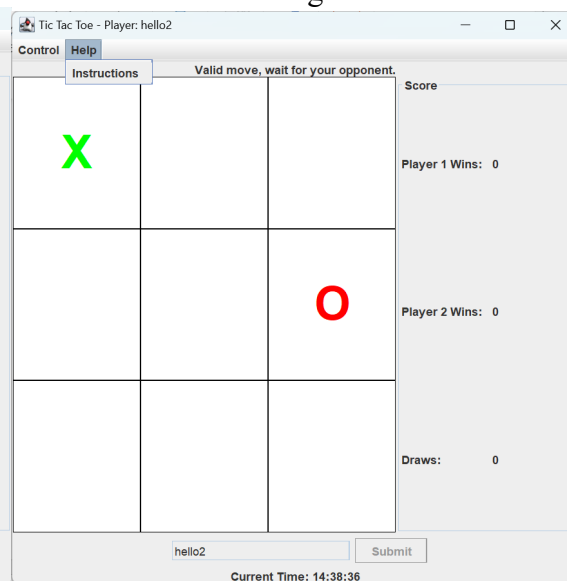 Tic Tac Toe - Player: hello2
Control Help
Instructions
Valid move, wait for your opponent.
Score
X
Player 1 Wins: 0
O
Player 2 Wins: 0
Draws: 0
hello2 Submit
Current Time: 14:38:36